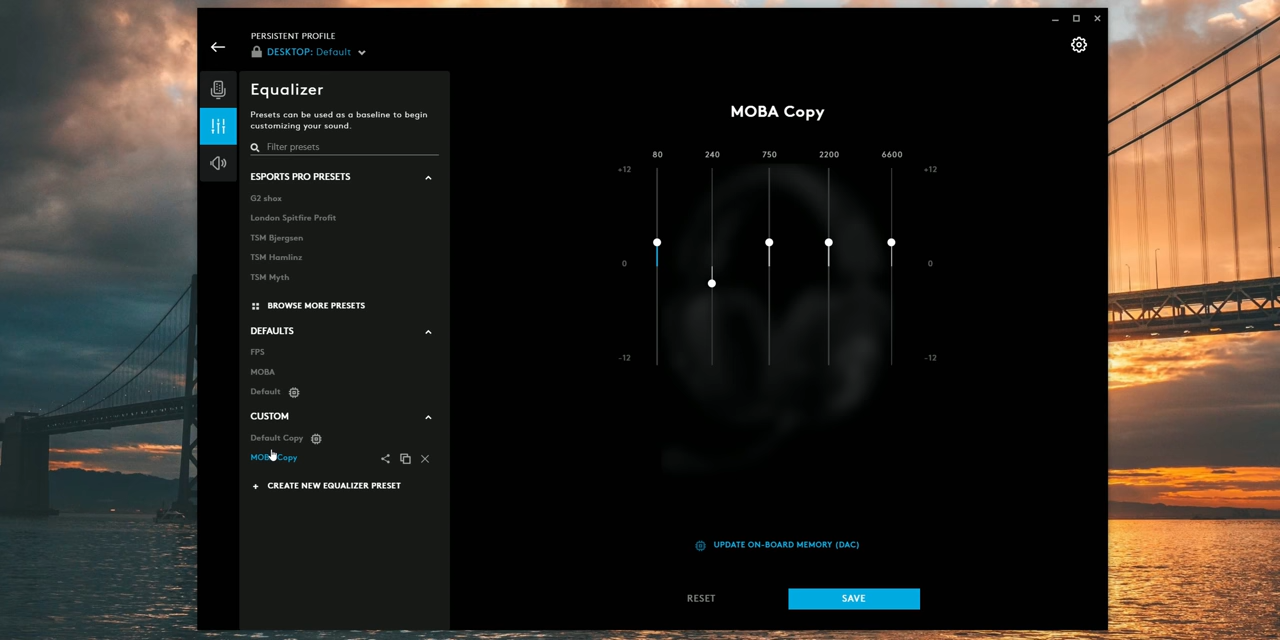 PERSISTENT PROFILE
DESKTOP: Default
Equalizer
Presets can be used as a baseline to begin
customizing your sound.
Filter presets
ESPORTS PRO PRESETS
G2 shox
London Spitfire Profit
TSM Bjergsen
TSM Hamlinz
TSM Myth
BROWSE MORE PRESETS
DEFAULTS
FPS
MOBA
Default
CUSTOM
Default Copy
MOBA Copy
+ CREATE NEW EQUALIZER PRESET
MOBA Copy
80 240 750 2200 6600
+12 +12
0 0
-12 -12
UPDATE ON-BOARD MEMORY (DAC)
RESET SAVE